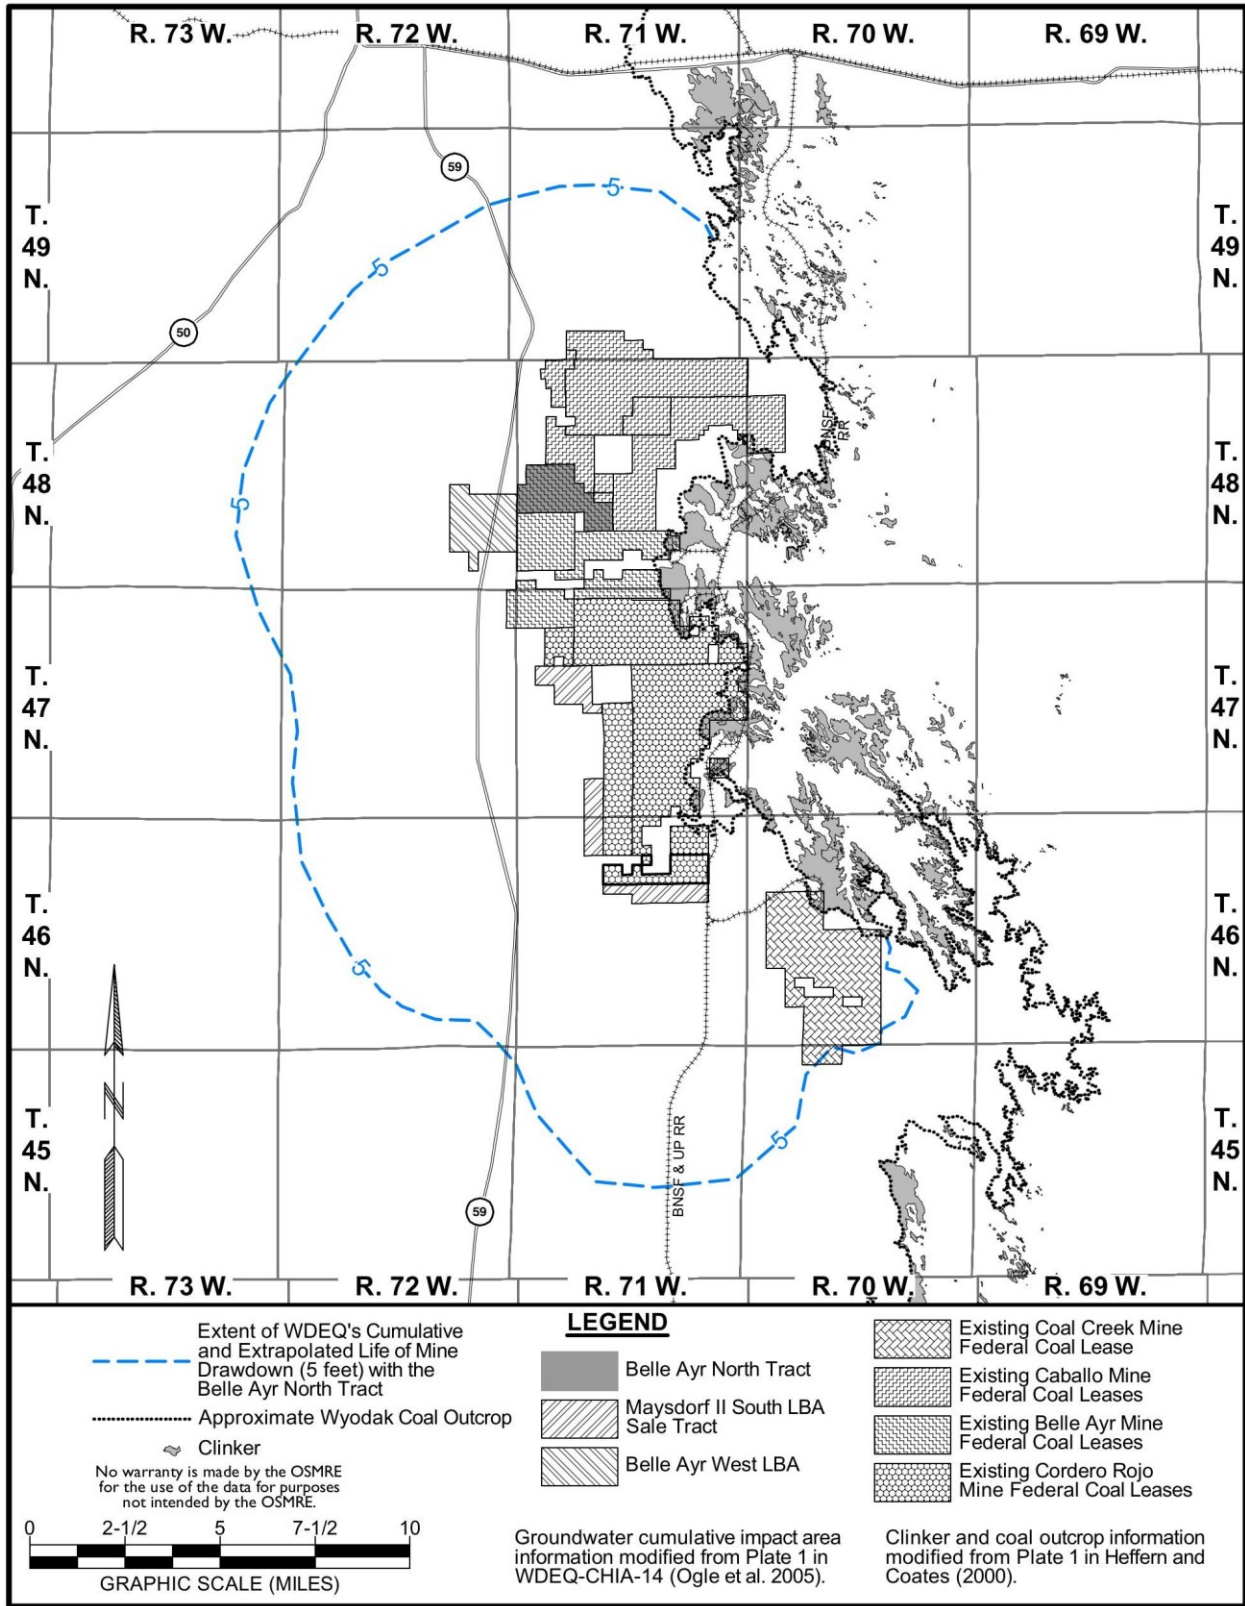 R. 73 W.
R. 72 W.
R. 71 W.
R. 70 W.
R. 69 W.
59
5
T.
49
N.
T.
49
N.
5
50
BNSF
RR
T.
48
N.
T.
48
N.
5
T.
47
N.
T.
47
N.
T.
46
N.
T.
46
N.
5
N
T.
45
N.
T.
45
N.
5
BNSF & UP RR
59
R. 73 W.
R. 72 W.
R. 71 W.
R. 70 W.
R. 69 W.
LEGEND
Extent of WDEQ's Cumulative
and Extrapolated Life of Mine
Drawdown (5 feet) with the
Belle Ayr North Tract
Approximate Wyodak Coal Outcrop
Clinker
No warranty is made by the OSMRE
for the use of the data for purposes
not intended by the OSMRE.
0 2-1/2 5 7-1/2 10
GRAPHIC SCALE (MILES)
Belle Ayr North Tract
Maysdorf II South LBA
Sale Tract
Belle Ayr West LBA
Groundwater cumulative impact area
information modified from Plate 1 in
WDEQ-CHIA-14 (Ogle et al. 2005).
Existing Coal Creek Mine
Federal Coal Lease
Existing Caballo Mine
Federal Coal Leases
Existing Belle Ayr Mine
Federal Coal Leases
Existing Cordero Rojo
Mine Federal Coal Leases
Clinker and coal outcrop information
modified from Plate 1 in Heffern and
Coates (2000).